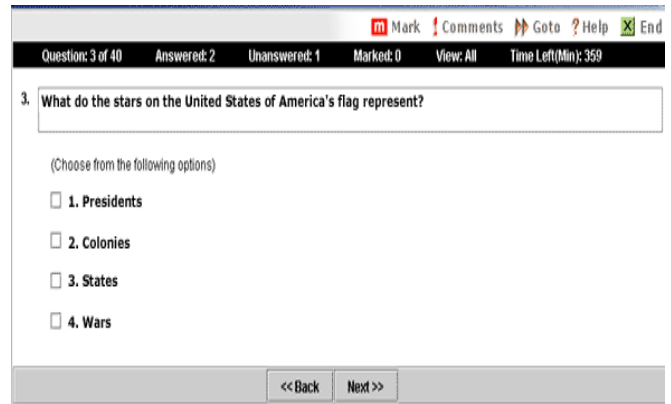 m Mark ! Comments Goto ? Help X End
Question: 3 of 40 Answered: 2 Unanswered: 1 Marked: 0 View: All Time Left(Min): 359
3. What do the stars on the United States of America's flag represent?
(Choose from the following options)
1. Presidents
2. Colonies
3. States
4. Wars
<< Back Next >>